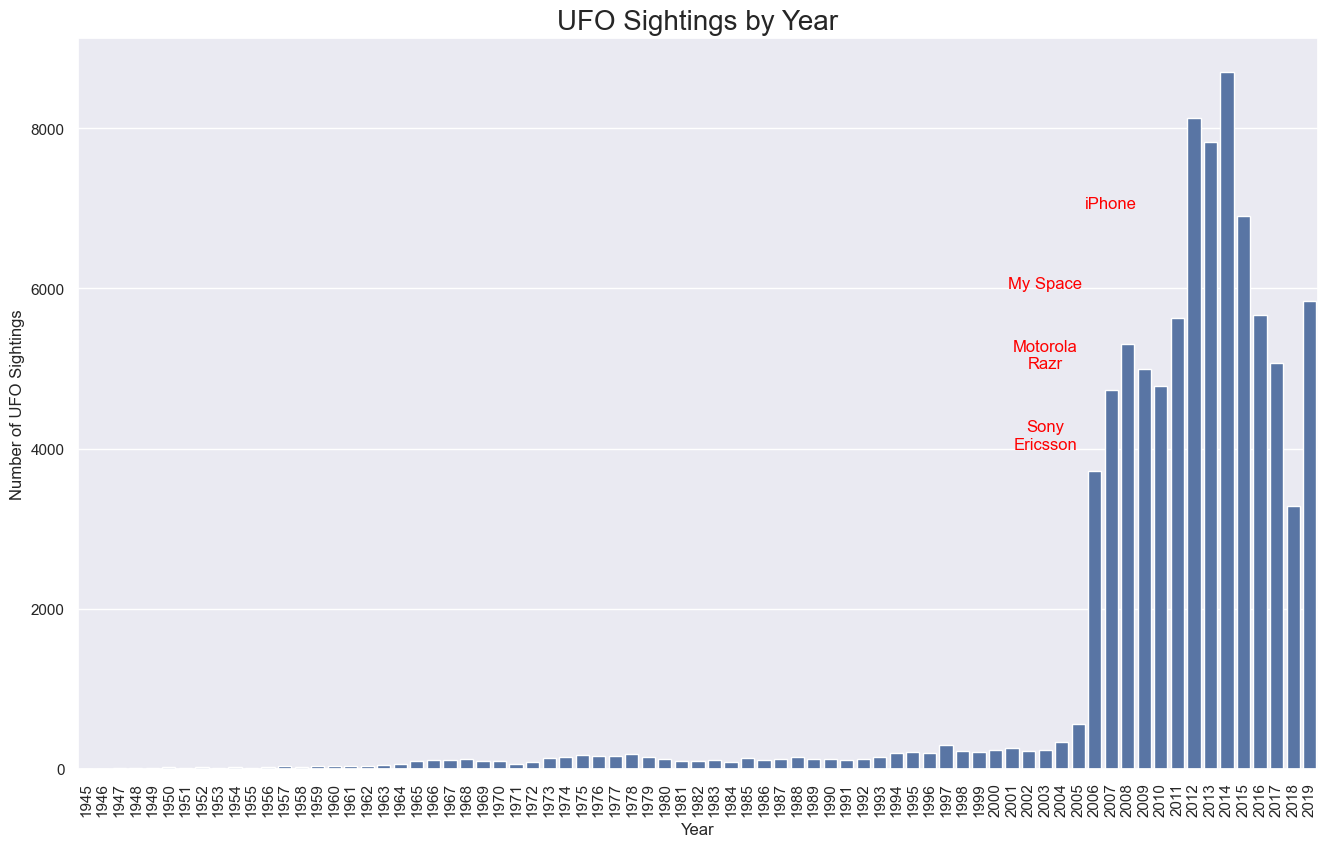 UFO Sightings by Year
Number of UFO Sightings
8000
6000
4000
2000
0
iPhone
My Space
Motorola
Razr
Sony
Ericsson
1945 1946 1947 1948 1949 1950 1951 1952 1953 1954 1955 1956 1957 1958 1959 1960 1961 1962 1963 1964 1965 1966 1967 1968 1969 1970 1971 1972 1973 1974 1975 1976 1977 1978 1979 1980 1981 1982 1983 1984 1985 1986 1987 1988 1989 1990 1991 1992 1993 1994 1995 1996 1997 1998 1999 2000 2001 2002 2003 2004 2005 2006 2007 2008 2009 2010 2011 2012 2013 2014 2015 2016 2017 2018 2019
Year